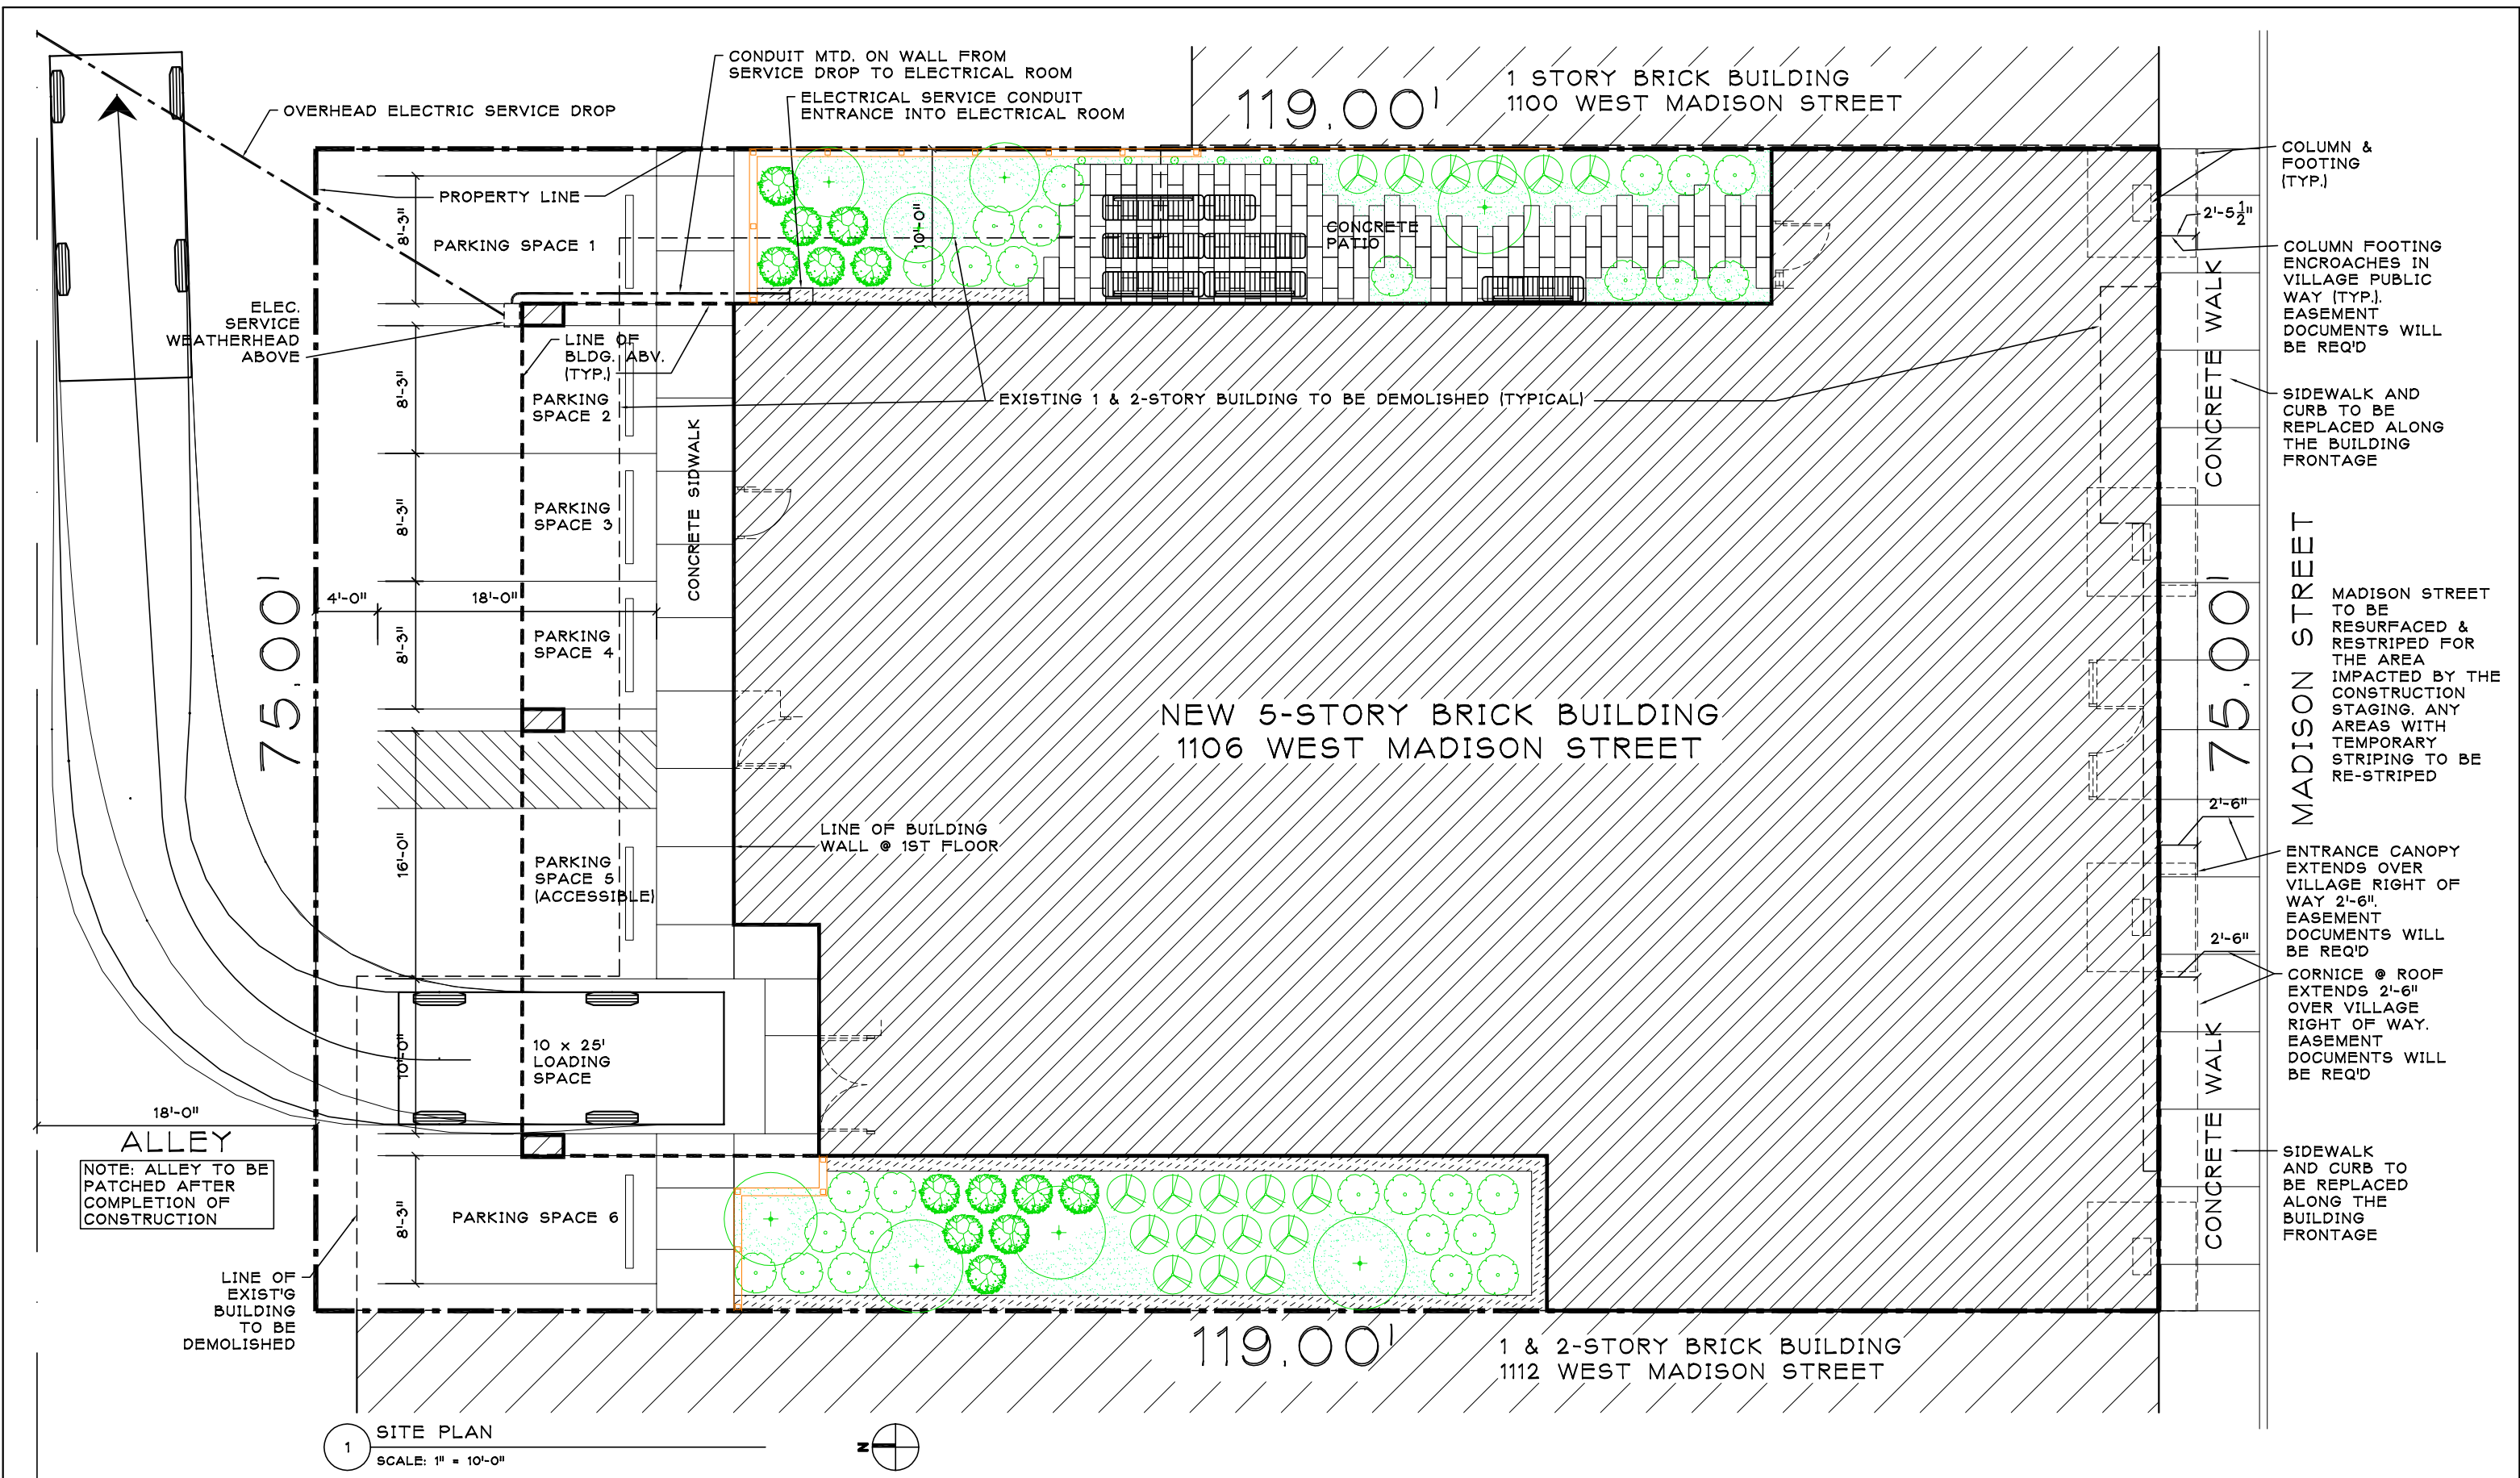 CONDUIT MTD. ON WALL FROM
SERVICE DROP TO ELECTRICAL ROOM
ELECTRICAL SERVICE CONDUIT
ENTRANCE INTO ELECTRICAL ROOM
OVERHEAD ELECTRIC SERVICE DROP
119.00'
1 STORY BRICK BUILDING
1100 WEST MADISON STREET
COLUMN &
FOOTING
(TYP.)
2'-5½"
COLUMN FOOTING
ENCROACHES IN
VILLAGE PUBLIC
WAY (TYP.).
EASEMENT
DOCUMENTS WILL
BE REQ'D
PROPERTY LINE
8'-3"
PARKING SPACE 1
10'-0"
CONCRETE
PATIO
ELEC.
SERVICE
WEATHERHEAD
ABOVE
LINE OF
BLDG. ABV.
(TYP.)
8'-3"
PARKING
SPACE 2
EXISTING 1 & 2-STORY BUILDING TO BE DEMOLISHED (TYPICAL)
CONCRETE WALK
SIDEWALK AND
CURB TO BE
REPLACED ALONG
THE BUILDING
FRONTAGE
CONCRETE SIDWALK
8'-3"
PARKING
SPACE 3
75.00'
4'-0"
18'-0"
8'-3"
PARKING
SPACE 4
NEW 5-STORY BRICK BUILDING
1106 WEST MADISON STREET
75.00'
MADISON STREET
MADISON STREET
TO BE
RESURFACED &
RESTRIPED FOR
THE AREA
IMPACTED BY THE
CONSTRUCTION
STAGING. ANY
AREAS WITH
TEMPORARY
STRIPING TO BE
RE-STRIPED
2'-6"
LINE OF BUILDING
WALL @ 1ST FLOOR
16'-0"
PARKING
SPACE 5
(ACCESSIBLE)
ENTRANCE CANOPY
EXTENDS OVER
VILLAGE RIGHT OF
WAY 2'-6".
EASEMENT
DOCUMENTS WILL
BE REQ'D
2'-6"
CORNICE @ ROOF
EXTENDS 2'-6"
OVER VILLAGE
RIGHT OF WAY.
EASEMENT
DOCUMENTS WILL
BE REQ'D
10'-0"
10 x 25'
LOADING
SPACE
CONCRETE WALK
18'-0"
ALLEY
NOTE: ALLEY TO BE
PATCHED AFTER
COMPLETION OF
CONSTRUCTION
8'-3"
PARKING SPACE 6
SIDEWALK
AND CURB TO
BE REPLACED
ALONG THE
BUILDING
FRONTAGE
LINE OF
EXIST'G
BUILDING
TO BE
DEMOLISHED
119.00'
1 & 2-STORY BRICK BUILDING
1112 WEST MADISON STREET
1
SITE PLAN
SCALE: 1" = 10'-0"
N